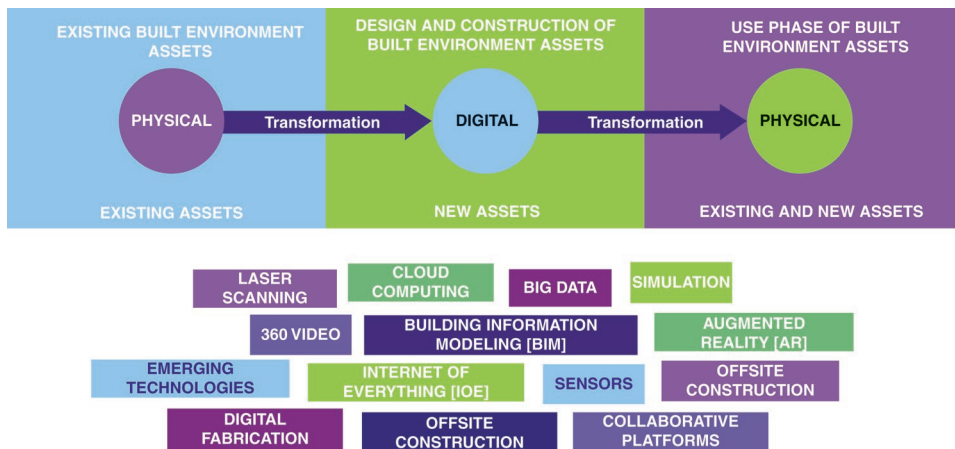 EXISTING BUILT ENVIRONMENT
ASSETS
DESIGN AND CONSTRUCTION OF
BUILT ENVIRONMENT ASSETS
USE PHASE OF BUILT
ENVIRONMENT ASSETS
PHYSICAL
Transformation
DIGITAL
Transformation
PHYSICAL
EXISTING ASSETS
NEW ASSETS
EXISTING AND NEW ASSETS
LASER
SCANNING
CLOUD
COMPUTING
BIG DATA
SIMULATION
360 VIDEO
BUILDING INFORMATION
MODELING [BIM]
AUGMENTED
REALITY [AR]
EMERGING
TECHNOLOGIES
INTERNET OF
EVERYTHING [IOE]
SENSORS
OFFSITE
CONSTRUCTION
DIGITAL
FABRICATION
OFFSITE
CONSTRUCTION
COLLABORATIVE
PLATFORMS